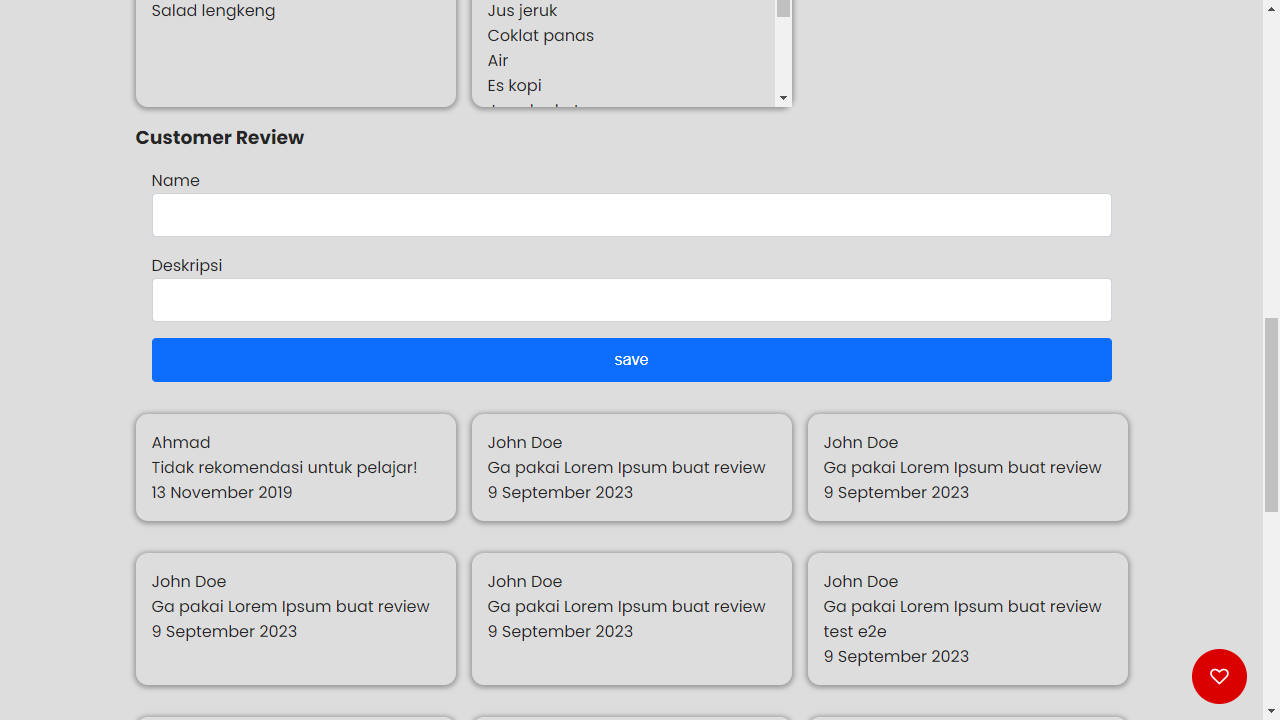 Salad lengkeng
Jus jeruk
Coklat panas
Air
Es kopi
Customer Review
Name
Deskripsi
save
Ahmad
Tidak rekomendasi untuk pelajar!
13 November 2019
John Doe
Ga pakai Lorem Ipsum buat review
9 September 2023
John Doe
Ga pakai Lorem Ipsum buat review
9 September 2023
John Doe
Ga pakai Lorem Ipsum buat review
9 September 2023
John Doe
Ga pakai Lorem Ipsum buat review
9 September 2023
John Doe
Ga pakai Lorem Ipsum buat review
test e2e
9 September 2023